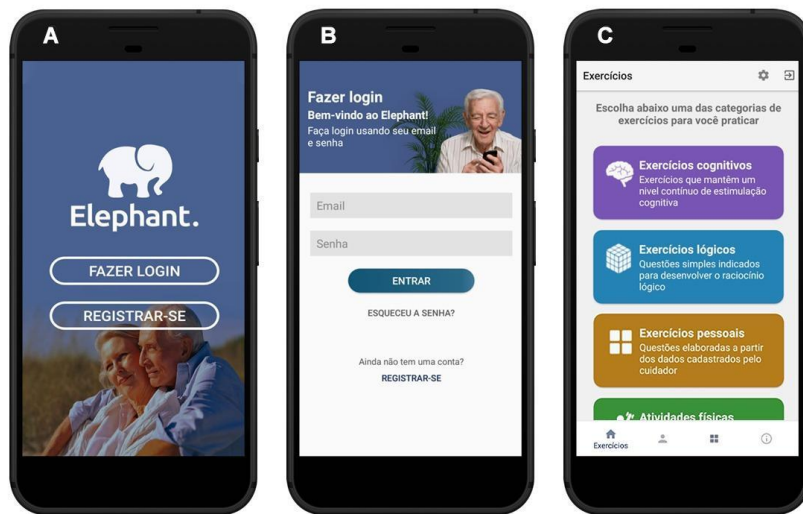 A
Elephant.
FAZER LOGIN
REGISTRAR-SE
B
Fazer login
Bem-vindo ao Elephant!
Faça login usando seu email
e senha
Email
Senha
ENTRAR
ESQUECEU A SENHA?
Ainda não tem uma conta?
REGISTRAR-SE
C
Exercícios
Escolha abaixo uma das categorias de
exercícios para você praticar
Exercícios cognitivos
Exercícios que mantêm um
nivel contínuo de estimulação
cognitiva
Exercícios lógicos
Questões simples indicados
para desenvolver o raciocínio
lógico
Exercícios pessoais
Questões elaboradas a partir
dos dados cadastrados pelo
cuidador
Atividades físicas
Exercícios